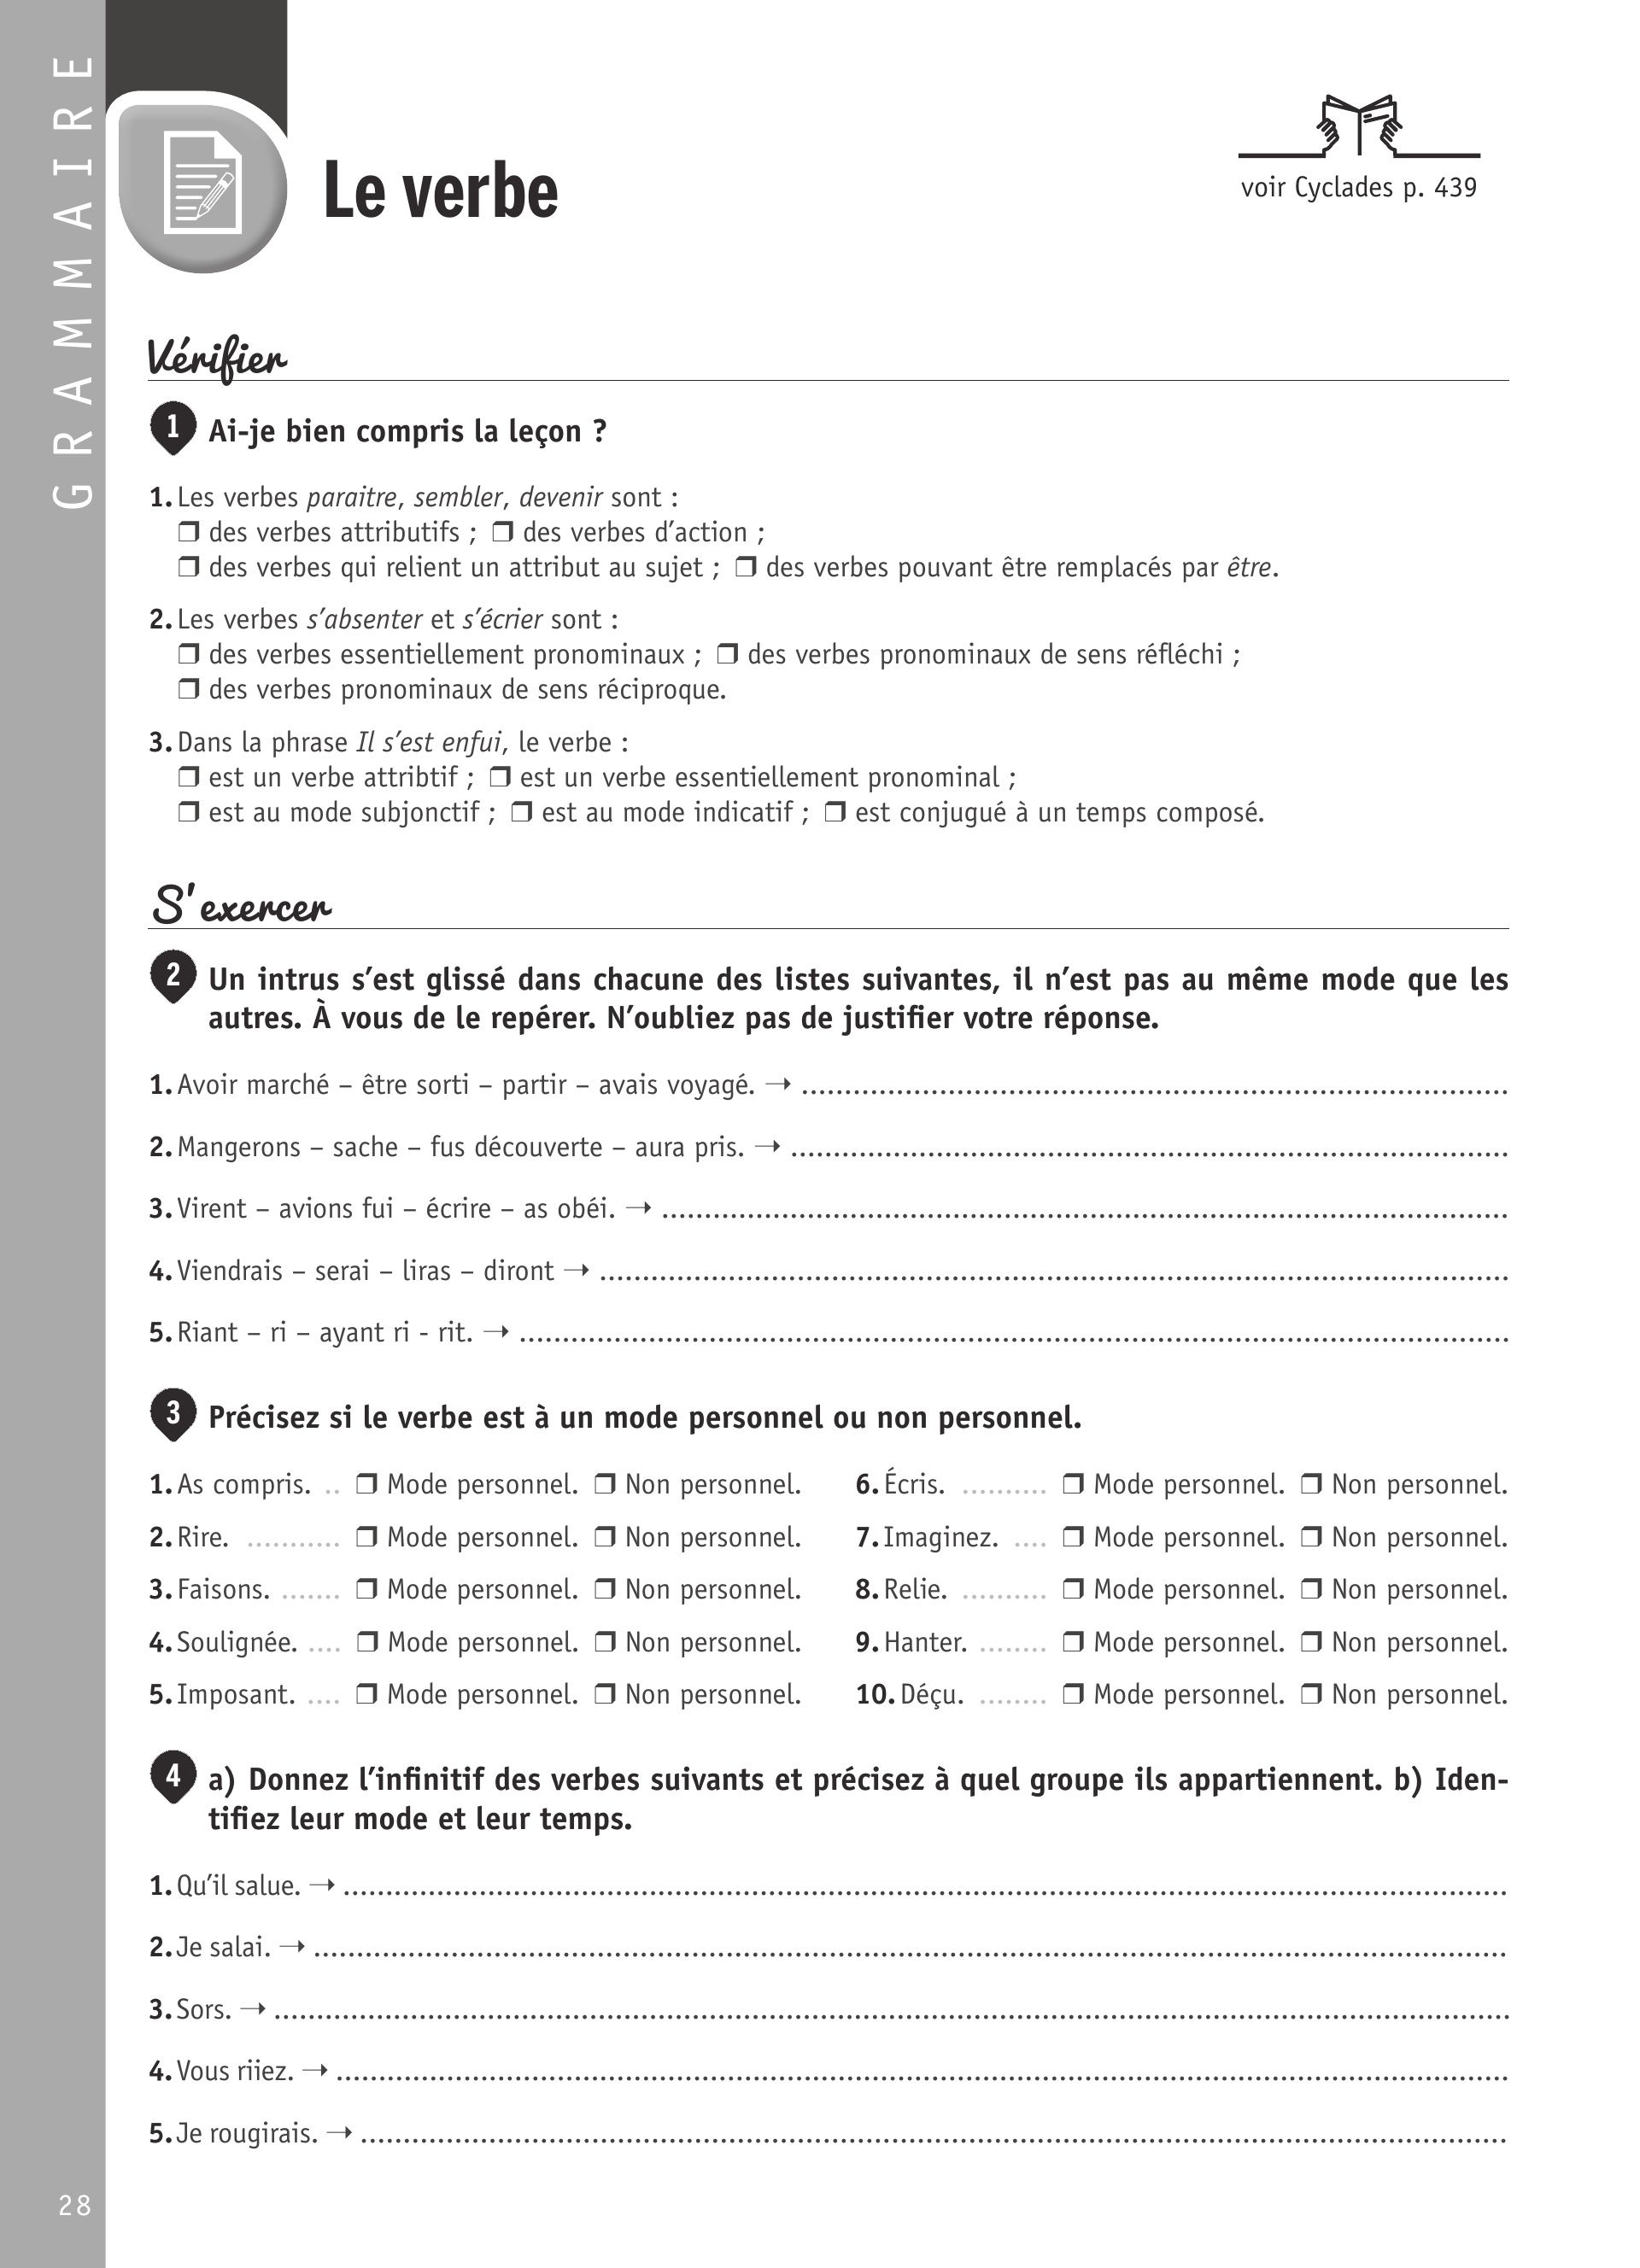 GRAMMAIRE
Le verbe
voir Cyclades p. 439
Vérifier
1 Ai-je bien compris la leçon ?
1. Les verbes paraitre, sembler, devenir sont :
❒ des verbes attributifs ; ❒ des verbes d’action ;
❒ des verbes qui relient un attribut au sujet ; ❒ des verbes pouvant être remplacés par être.
2. Les verbes s’absenter et s’écrier sont :
❒ des verbes essentiellement pronominaux ; ❒ des verbes pronominaux de sens réfléchi ;
❒ des verbes pronominaux de sens réciproque.
3. Dans la phrase Il s’est enfui, le verbe :
❒ est un verbe attribtif ; ❒ est un verbe essentiellement pronominal ;
❒ est au mode subjonctif ; ❒ est au mode indicatif ; ❒ est conjugué à un temps composé.
S’exercer
2 Un intrus s’est glissé dans chacune des listes suivantes, il n’est pas au même mode que les
autres. À vous de le repérer. N’oubliez pas de justifier votre réponse.
1. Avoir marché – être sorti – partir – avais voyagé. → ..........
2. Mangerons – sache – fus découverte – aura pris. → ..........
3. Virent – avions fui – écrire – as obéi. → ..........
4. Viendrais – serai – liras – diront → ..........
5. Riant – ri – ayant ri - rit. → ..........
3 Précisez si le verbe est à un mode personnel ou non personnel.
1. As compris. .. ❒ Mode personnel. ❒ Non personnel.
2. Rire. ........... ❒ Mode personnel. ❒ Non personnel.
3. Faisons. ....... ❒ Mode personnel. ❒ Non personnel.
4. Soulignée. .... ❒ Mode personnel. ❒ Non personnel.
5. Imposant. .... ❒ Mode personnel. ❒ Non personnel.
6. Écris. .......... ❒ Mode personnel. ❒ Non personnel.
7. Imaginez. .... ❒ Mode personnel. ❒ Non personnel.
8. Relie. .......... ❒ Mode personnel. ❒ Non personnel.
9. Hanter. ........ ❒ Mode personnel. ❒ Non personnel.
10. Déçu. ........ ❒ Mode personnel. ❒ Non personnel.
4 a) Donnez l’infinitif des verbes suivants et précisez à quel groupe ils appartiennent. b) Iden-
tifiez leur mode et leur temps.
1. Qu’il salue. → ..........
2. Je salai. → ..........
3. Sors. → ..........
4. Vous riiez. → ..........
5. Je rougirais. → ..........
28